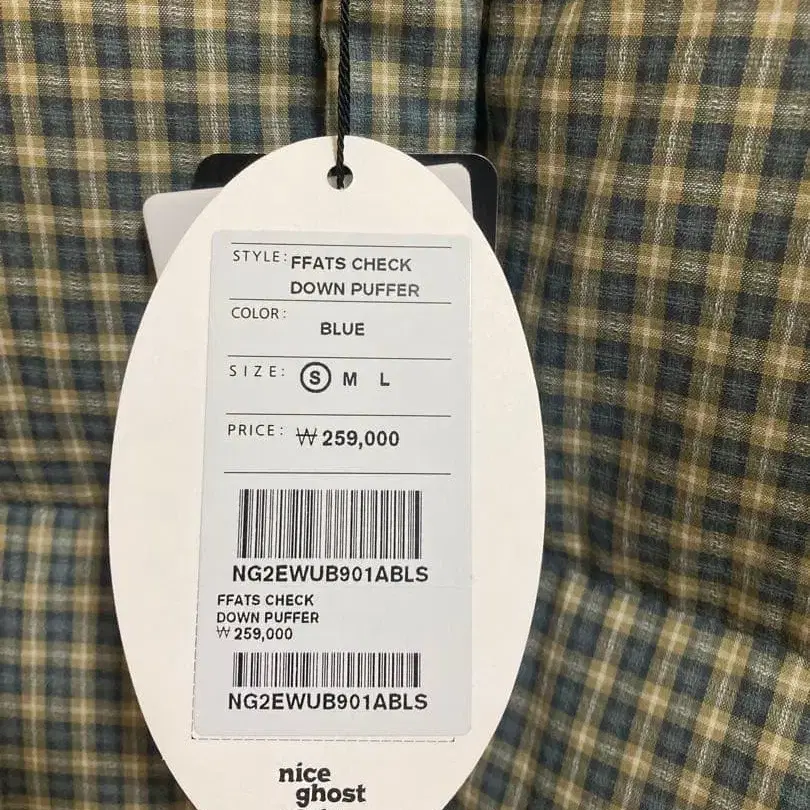 STYLE: FFATS CHECK
DOWN PUFFER
COLOR: BLUE
SIZE: S M L
PRICE: ₩ 259,000
NG2EWUB901ABLS
FFATS CHECK
DOWN PUFFER
₩ 259,000
NG2EWUB901ABLS
nice
ghost